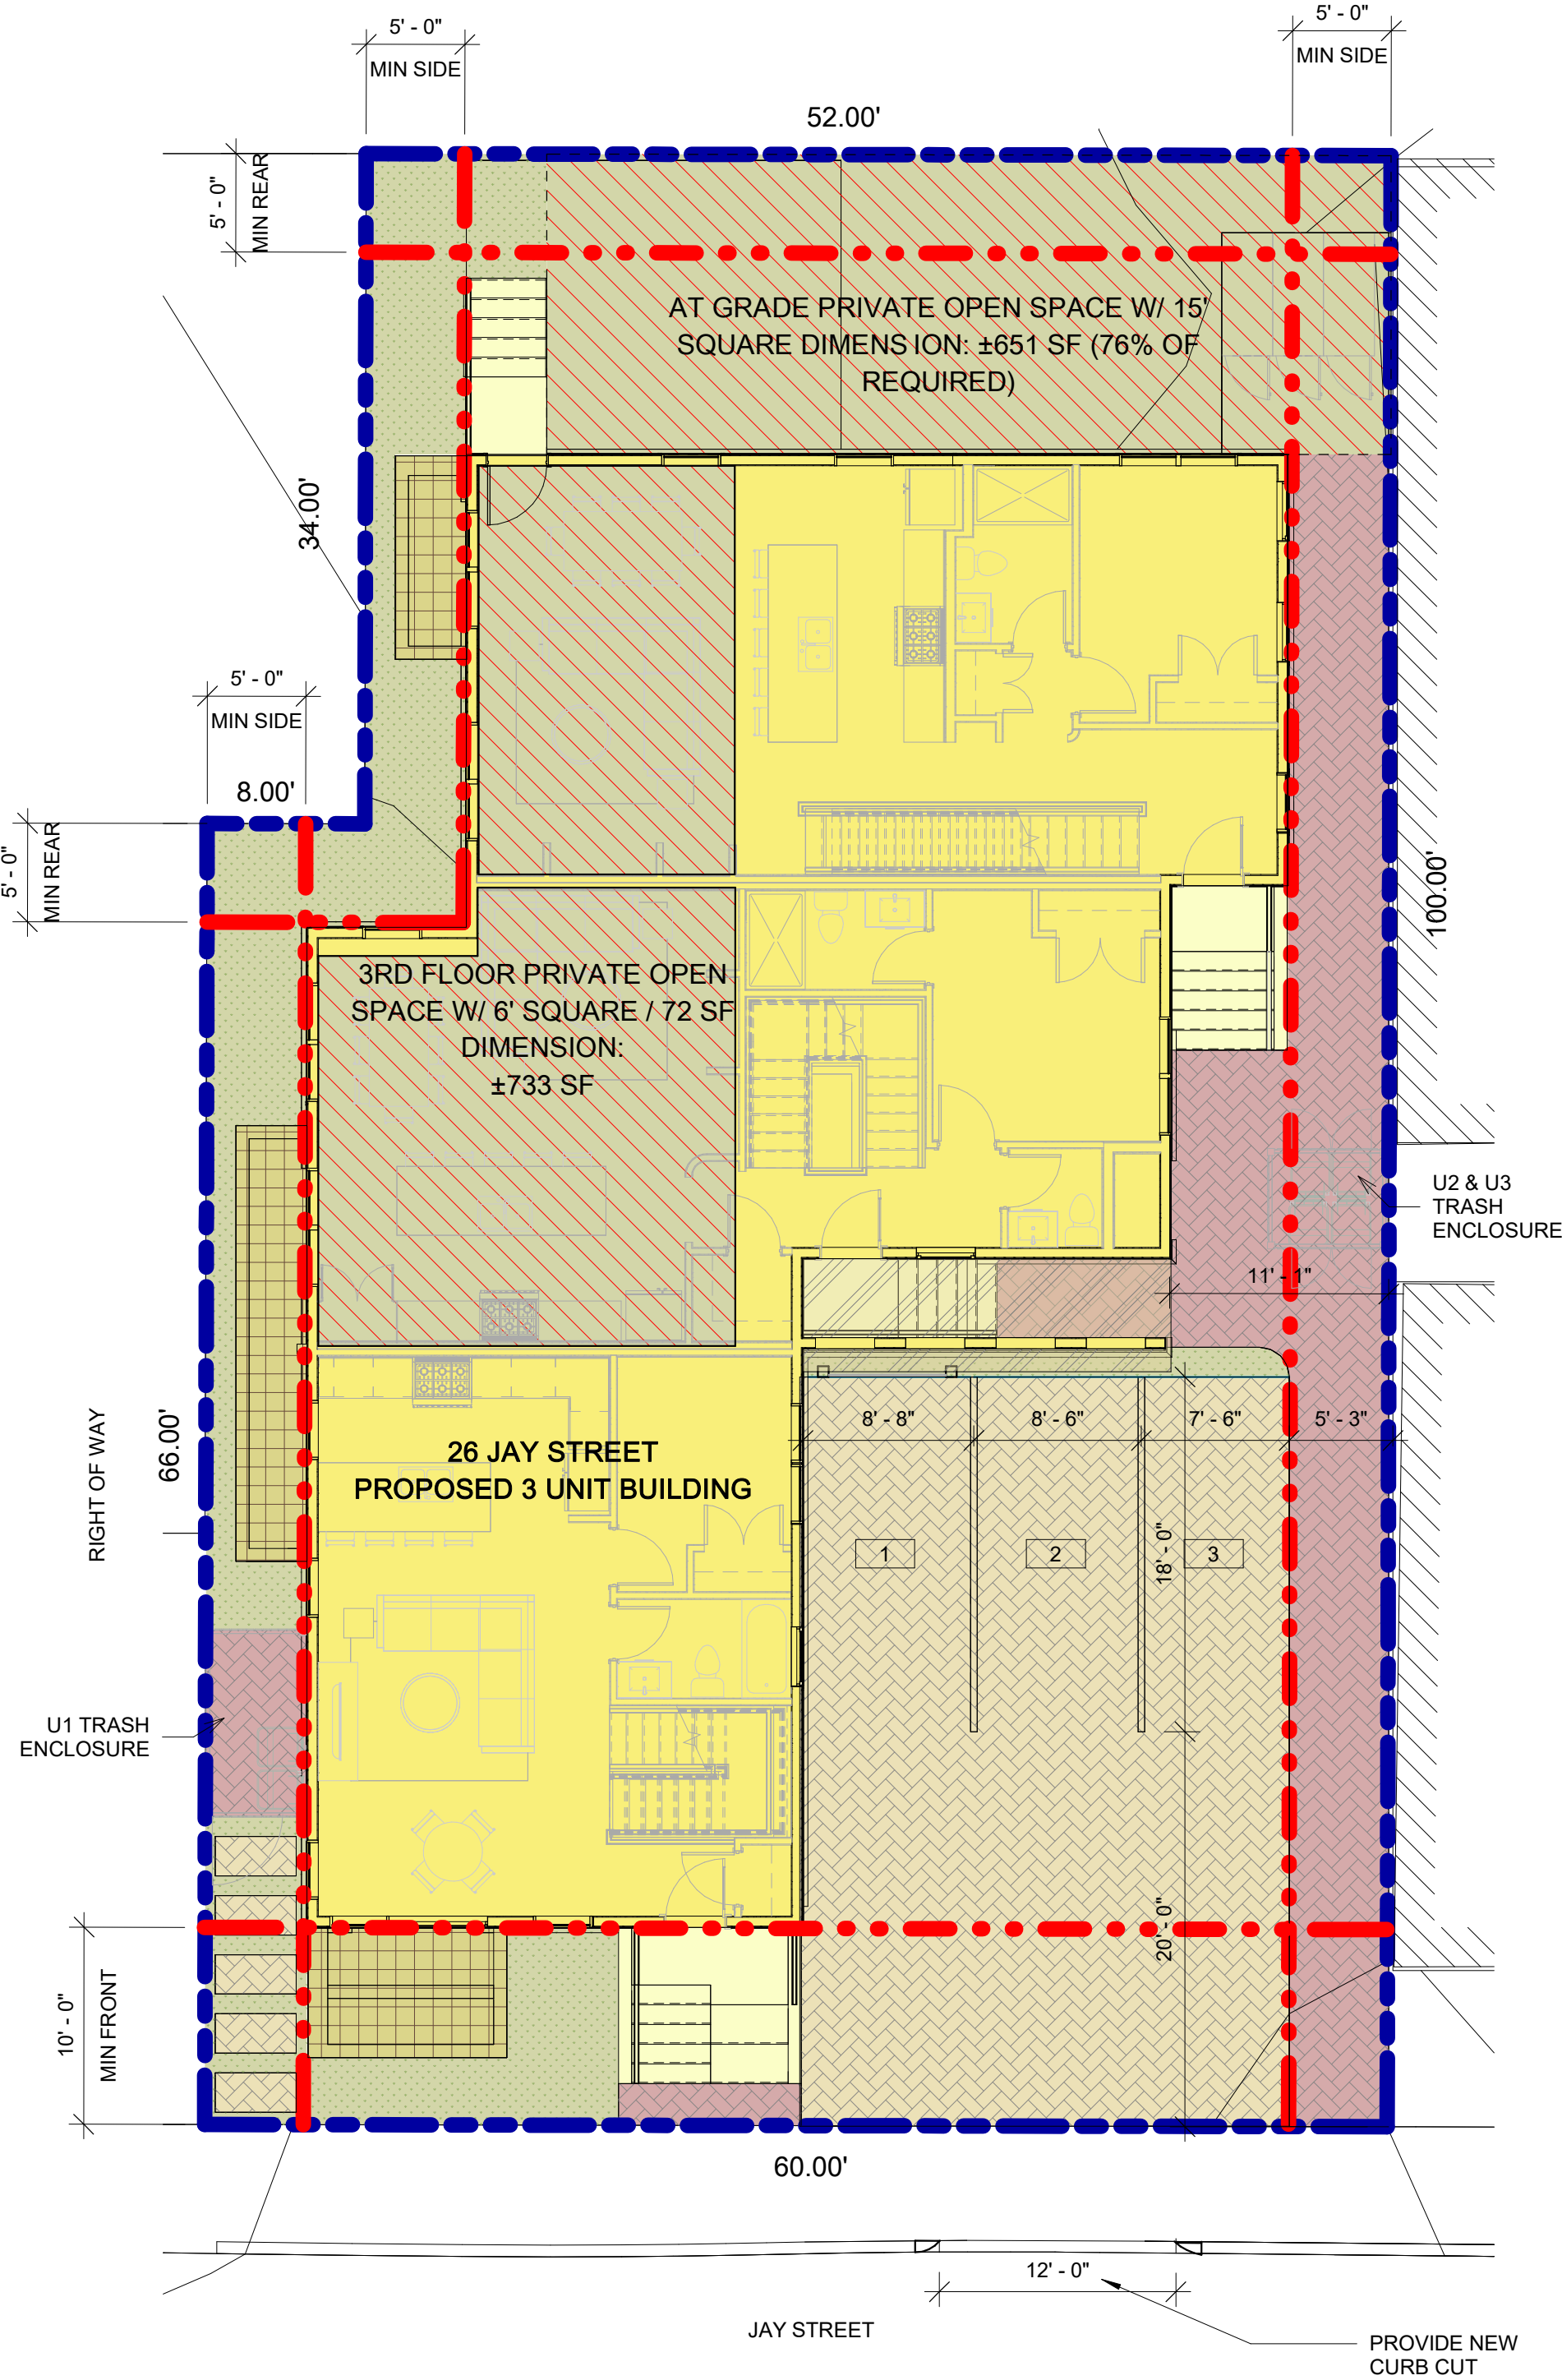 5' - 0"
MIN SIDE
5' - 0"
MIN SIDE
52.00'
5' - 0"
MIN REAR
AT GRADE PRIVATE OPEN SPACE W/ 15'
SQUARE DIMENSION: ±651 SF (76% OF
REQUIRED)
34.00'
5' - 0"
MIN SIDE
8.00'
5' - 0"
MIN REAR
100.00'
3RD FLOOR PRIVATE OPEN
SPACE W/ 6' SQUARE / 72 SF
DIMENSION:
±733 SF
U2 & U3
TRASH
ENCLOSURE
11' - 1"
RIGHT OF WAY
66.00'
8' - 8"
8' - 6"
7' - 6"
5' - 3"
26 JAY STREET
PROPOSED 3 UNIT BUILDING
1
2
3
18' - 0"
U1 TRASH
ENCLOSURE
20' - 0"
10' - 0"
MIN FRONT
60.00'
12' - 0"
JAY STREET
PROVIDE NEW
CURB CUT